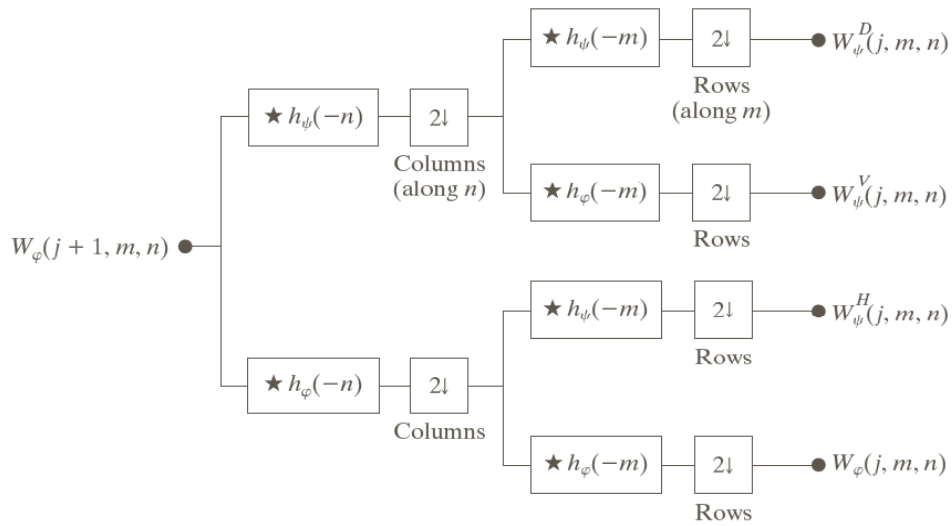 ★ h_ψ(−m)
2↓
W_ψ^D(j, m, n)
Rows
(along m)
★ h_ψ(−n)
2↓
Columns
(along n)
★ h_φ(−m)
2↓
W_ψ^V(j, m, n)
Rows
W_φ(j + 1, m, n)
★ h_ψ(−m)
2↓
W_ψ^H(j, m, n)
Rows
★ h_φ(−n)
2↓
Columns
★ h_φ(−m)
2↓
W_φ(j, m, n)
Rows